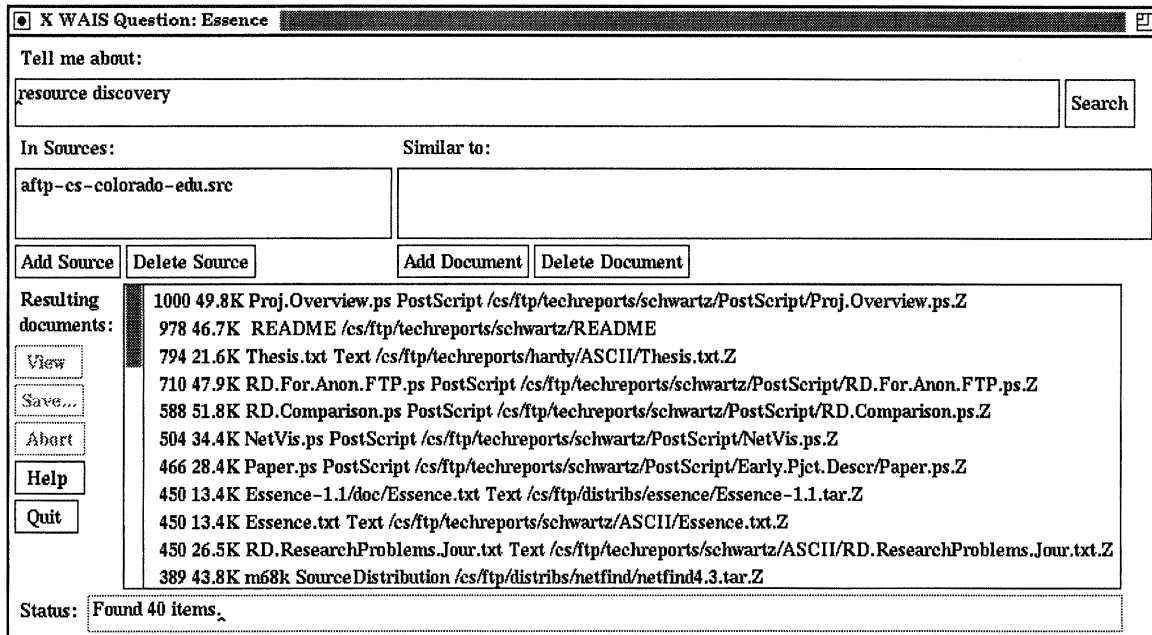 X WAIS Question: Essence
Tell me about:
resource discovery
Search
In Sources:
Similar to:
aftp-cs-colorado-edu.src
Add Source
Delete Source
Add Document
Delete Document
Resulting documents:
1000 49.8K Proj.Overview.ps PostScript /cs/ftp/techreports/schwartz/PostScript/Proj.Overview.ps.Z
978 46.7K README /cs/ftp/techreports/schwartz/README
794 21.6K Thesis.txt Text /cs/ftp/techreports/hardy/ASCII/Thesis.txt.Z
710 47.9K RD.For.Anon.FTP.ps PostScript /cs/ftp/techreports/schwartz/PostScript/RD.For.Anon.FTP.ps.Z
588 51.8K RD.Comparison.ps PostScript /cs/ftp/techreports/schwartz/PostScript/RD.Comparison.ps.Z
504 34.4K NetVis.ps PostScript /cs/ftp/techreports/schwartz/PostScript/NetVis.ps.Z
466 28.4K Paper.ps PostScript /cs/ftp/techreports/schwartz/PostScript/Early.Pjct.Descr/Paper.ps.Z
450 13.4K Essence-1.1/doc/Essence.txt Text /cs/ftp/distribs/essence/Essence-1.1.tar.Z
450 13.4K Essence.txt Text /cs/ftp/techreports/schwartz/ASCII/Essence.txt.Z
450 26.5K RD.ResearchProblems.Jour.txt Text /cs/ftp/techreports/schwartz/ASCII/RD.ResearchProblems.Jour.txt.Z
389 43.8K m68k SourceDistribution /cs/ftp/distribs/netfind/netfind4.3.tar.Z
View
Save...
Abort
Help
Quit
Status: Found 40 items.